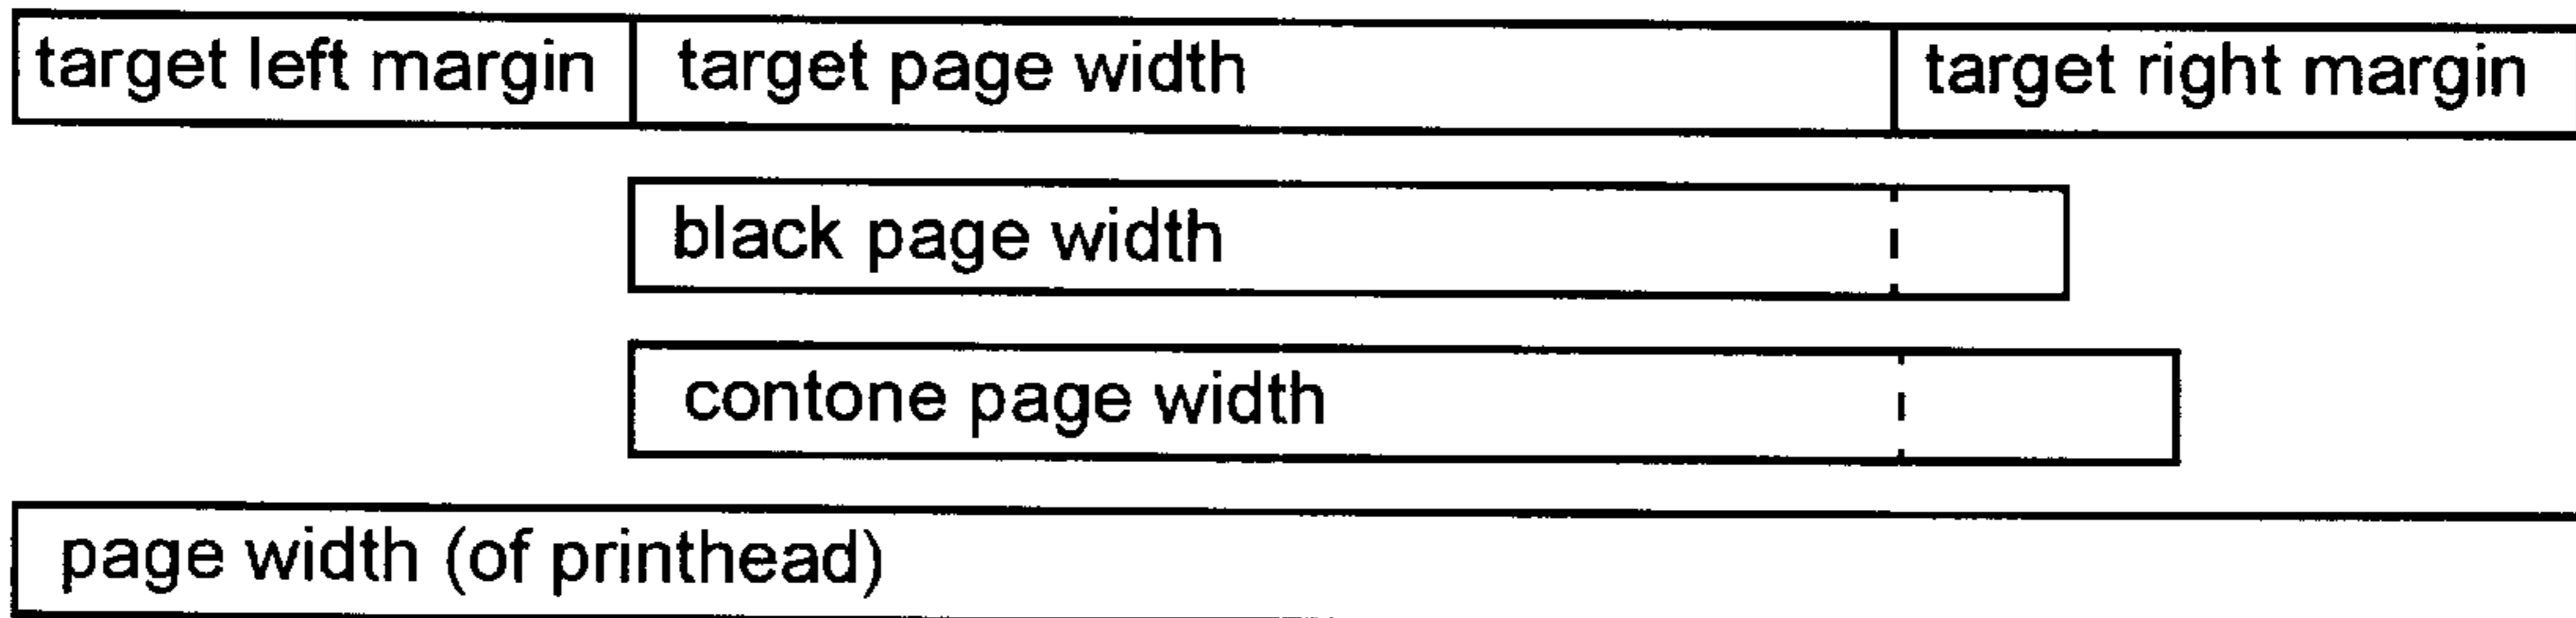 target left margin target page width target right margin
black page width
contone page width
page width (of printhead)